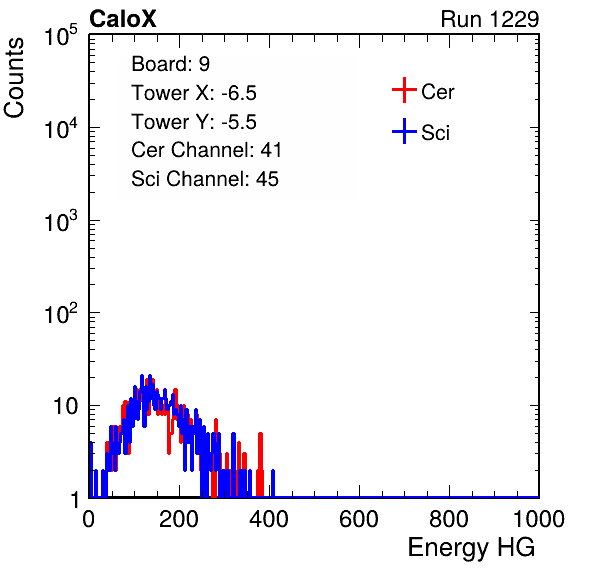 CaloX Run 1229
Counts
10^5
10^4
10^3
10^2
10
1
Board: 9
Tower X: -6.5
Tower Y: -5.5
Cer Channel: 41
Sci Channel: 45
Cer
Sci
0 200 400 600 800 1000
Energy HG